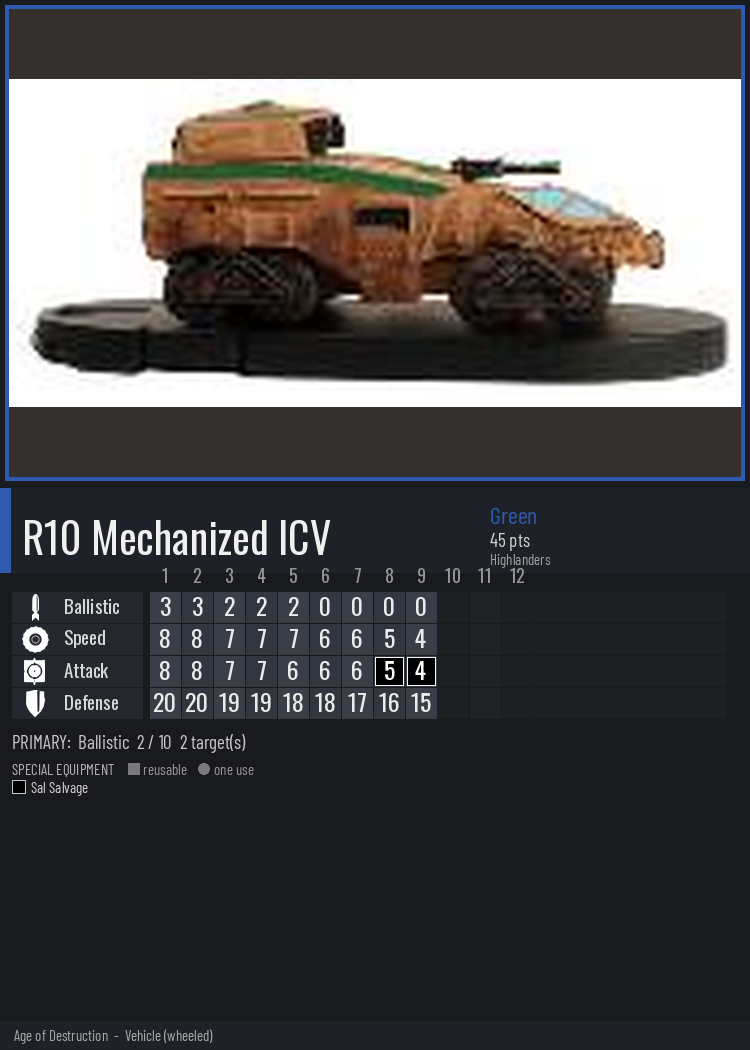 R10 Mechanized ICV
Green
45 pts
Highlanders
1 2 3 4 5 6 7 8 9 10 11 12
Ballistic 3 3 2 2 2 0 0 0 0
Speed 8 8 7 7 7 6 6 5 4
Attack 8 8 7 7 6 6 6 5 4
Defense 20 20 19 19 18 18 17 16 15
PRIMARY: Ballistic 2 / 10 2 target(s)
SPECIAL EQUIPMENT reusable one use
Sal Salvage
Age of Destruction - Vehicle (wheeled)